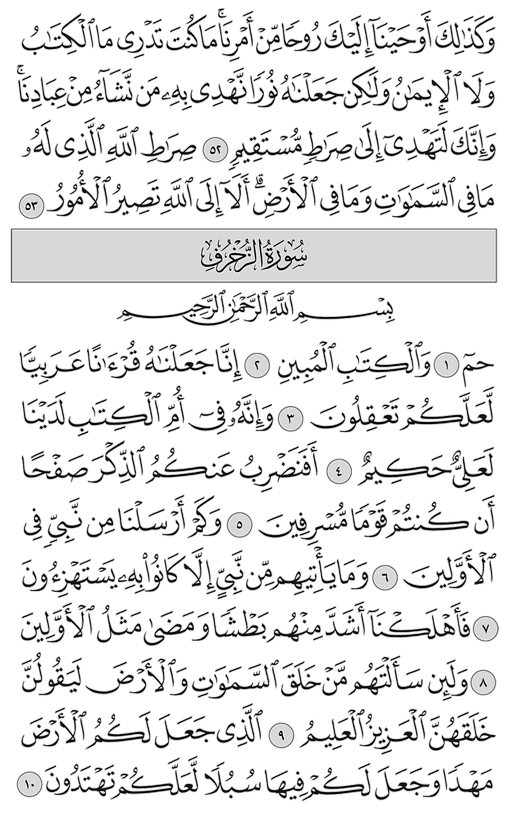 وَكَذَٰلِكَ أَوْحَيْنَآ إِلَيْكَ رُوحًا مِّنْ أَمْرِنَا ۚ مَا كُنتَ تَدْرِى مَا ٱلْكِتَـٰبُ
وَلَا ٱلْإِيمَـٰنُ وَلَـٰكِن جَعَلْنَـٰهُ نُورًا نَّهْدِى بِهِۦ مَن نَّشَآءُ مِنْ عِبَادِنَا ۚ
وَإِنَّكَ لَتَهْدِىٓ إِلَىٰ صِرَٰطٍ مُّسْتَقِيمٍ ٥٢ صِرَٰطِ ٱللَّهِ ٱلَّذِى لَهُۥ
مَا فِى ٱلسَّمَـٰوَٰتِ وَمَا فِى ٱلْأَرْضِ ۗ أَلَآ إِلَى ٱللَّهِ تَصِيرُ ٱلْأُمُورُ ٥٣
سُورَةُ الزُّخْرُفِ
بِسْمِ ٱللَّهِ ٱلرَّحْمَـٰنِ ٱلرَّحِيمِ
حمٓ ١ وَٱلْكِتَـٰبِ ٱلْمُبِينِ ٢ إِنَّا جَعَلْنَـٰهُ قُرْءَٰنًا عَرَبِيًّا
لَّعَلَّكُمْ تَعْقِلُونَ ٣ وَإِنَّهُۥ فِىٓ أُمِّ ٱلْكِتَـٰبِ لَدَيْنَا
لَعَلِىٌّ حَكِيمٌ ٤ أَفَنَضْرِبُ عَنكُمُ ٱلذِّكْرَ صَفْحًا
أَن كُنتُمْ قَوْمًا مُّسْرِفِينَ ٥ وَكَمْ أَرْسَلْنَا مِن نَّبِىٍّ فِى
ٱلْأَوَّلِينَ ٦ وَمَا يَأْتِيهِم مِّن نَّبِىٍّ إِلَّا كَانُوا۟ بِهِۦ يَسْتَهْزِءُونَ
٧ فَأَهْلَكْنَآ أَشَدَّ مِنْهُم بَطْشًا وَمَضَىٰ مَثَلُ ٱلْأَوَّلِينَ
٨ وَلَئِن سَأَلْتَهُم مَّنْ خَلَقَ ٱلسَّمَـٰوَٰتِ وَٱلْأَرْضَ لَيَقُولُنَّ
خَلَقَهُنَّ ٱلْعَزِيزُ ٱلْعَلِيمُ ٩ ٱلَّذِى جَعَلَ لَكُمُ ٱلْأَرْضَ
مَهْدًا وَجَعَلَ لَكُمْ فِيهَا سُبُلًا لَّعَلَّكُمْ تَهْتَدُونَ ١٠